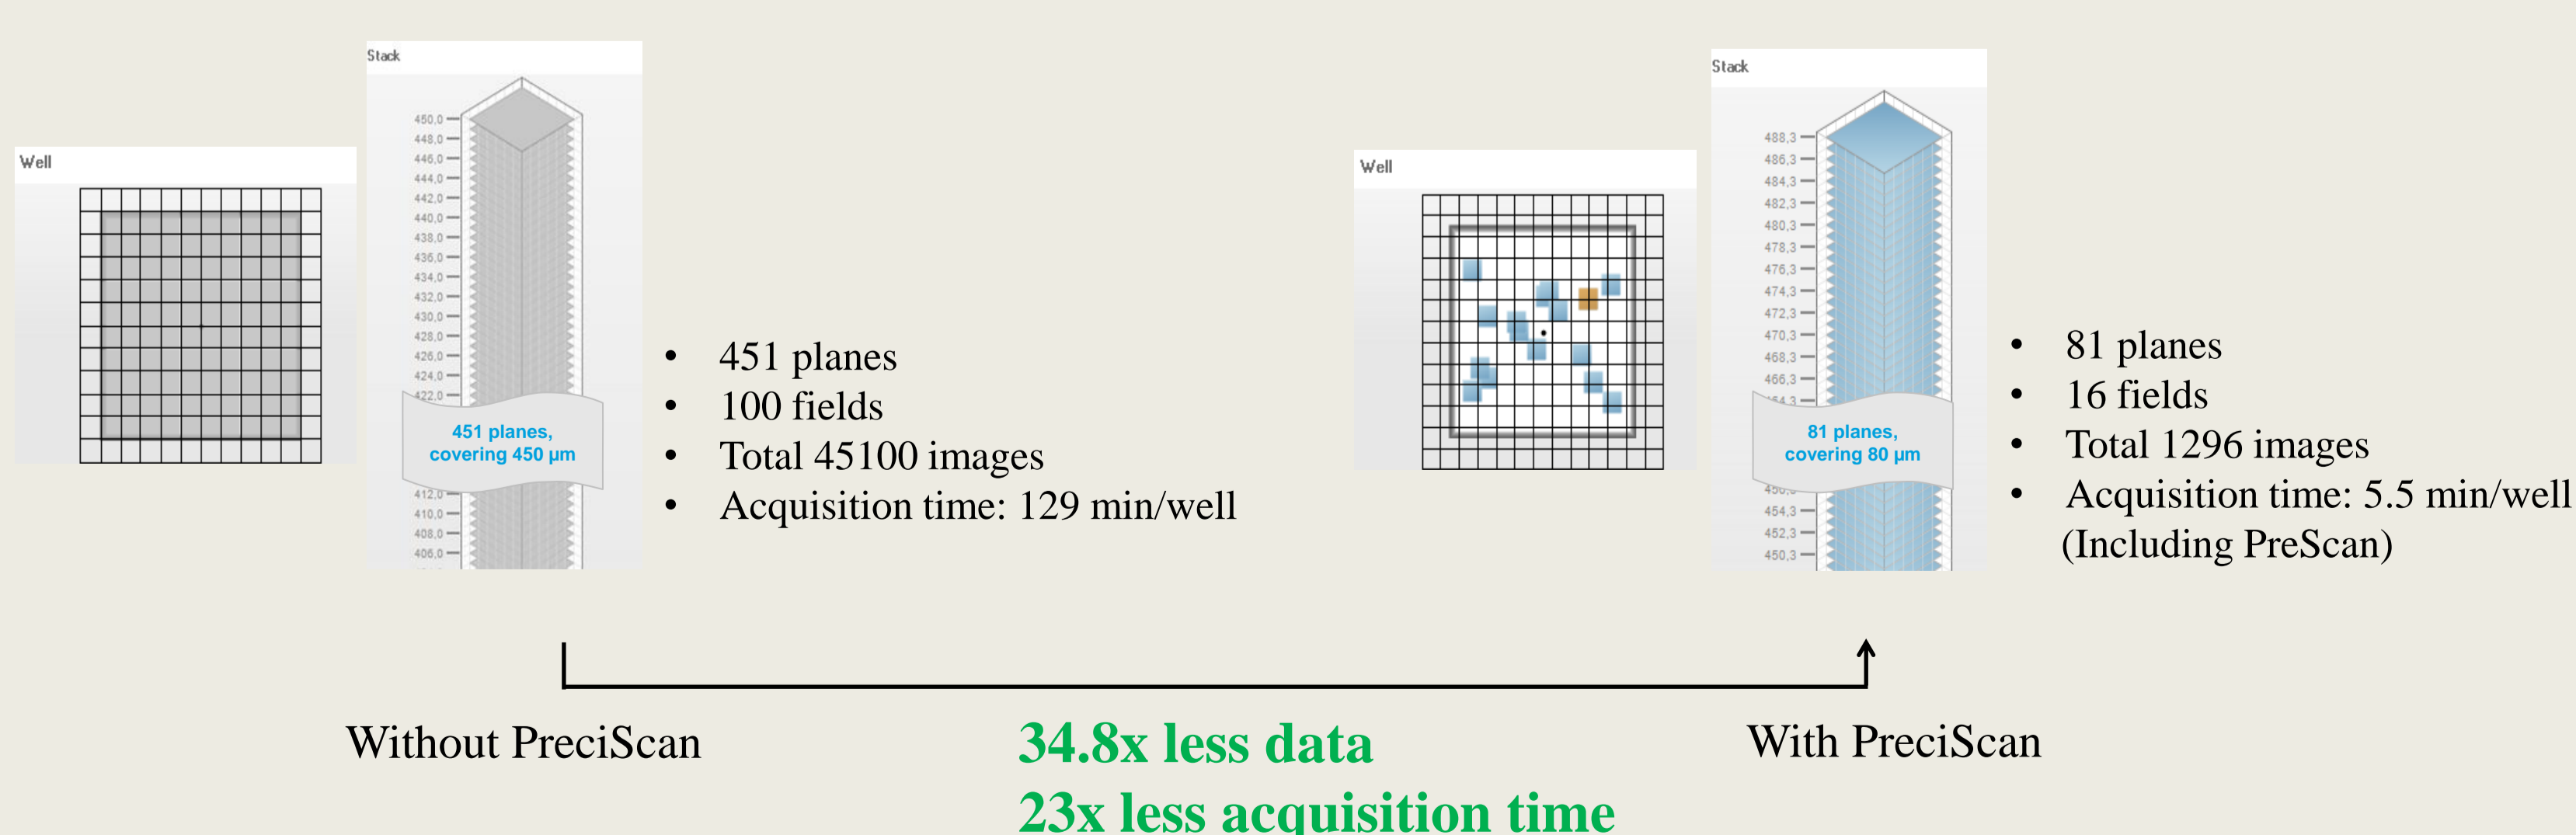 Well
Stack
450,0
448,0
446,0
444,0
442,0
440,0
438,0
436,0
434,0
432,0
430,0
428,0
426,0
424,0
422,0
451 planes,
covering 450 µm
412,0
410,0
408,0
406,0
• 451 planes
• 100 fields
• Total 45100 images
• Acquisition time: 129 min/well
Well
Stack
488,3
486,3
484,3
482,3
480,3
478,3
476,3
474,3
472,3
470,3
468,3
466,3
81 planes,
covering 80 µm
454,3
452,3
450,3
• 81 planes
• 16 fields
• Total 1296 images
• Acquisition time: 5.5 min/well
(Including PreScan)
Without PreciScan
34.8x less data
23x less acquisition time
With PreciScan